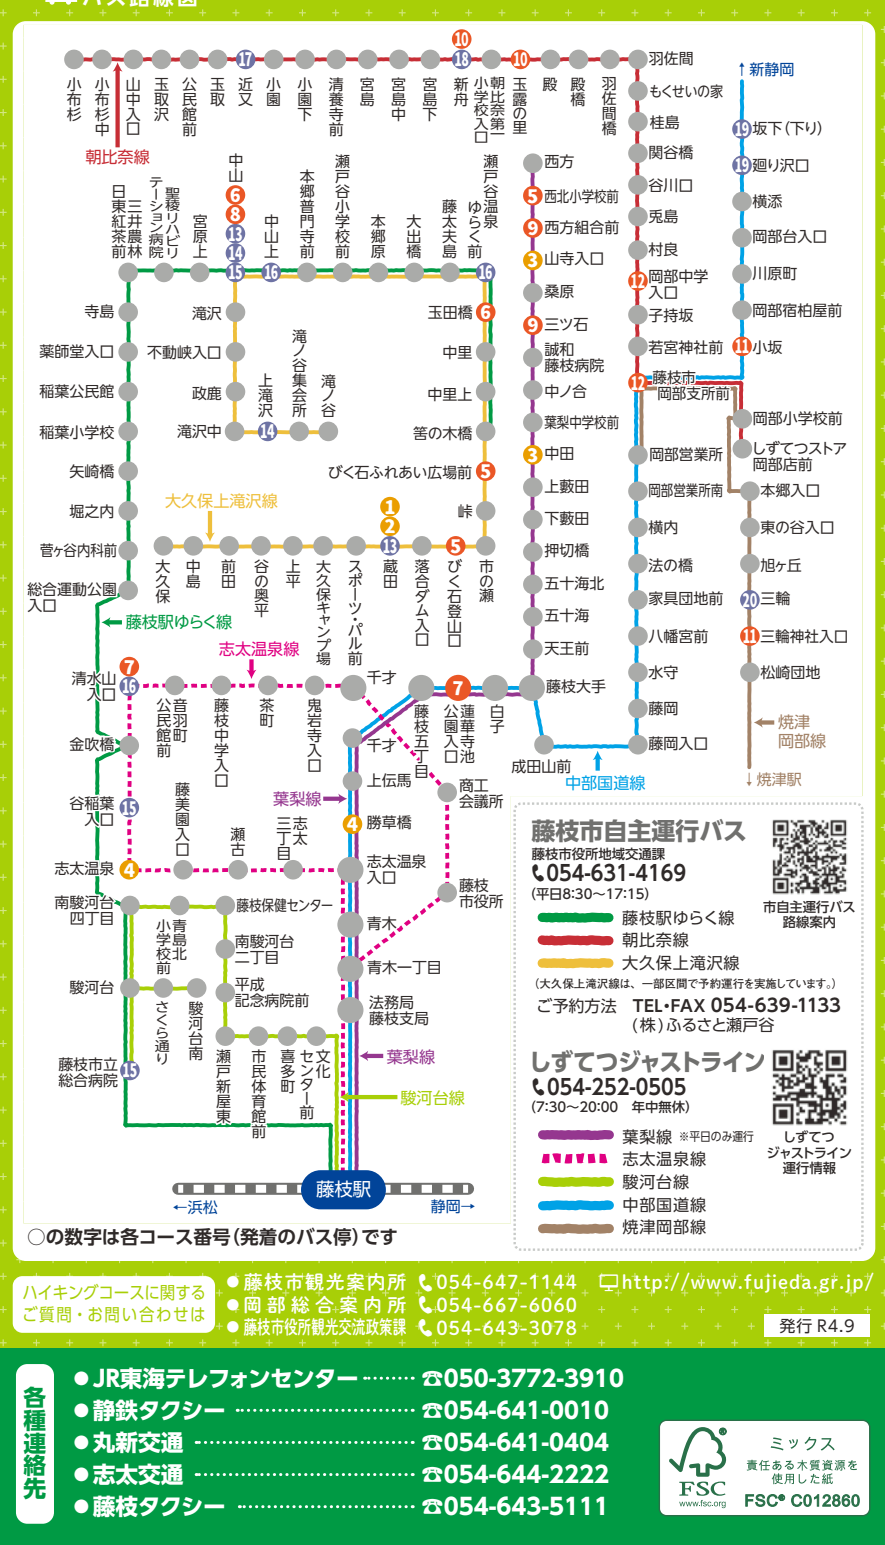 バス路線図
小布杉
小布杉中
山中入口
玉取沢
公民館前
玉取
⑰
近又
小園
小園下
清養寺前
宮島
宮島中
宮島下
⑩
⑱
新舟
朝比奈第一
小学校入口
⑩
玉露の里
殿
殿橋
羽佐間橋
羽佐間
もくせいの家
桂島
関谷橋
谷川口
兎島
村良
⑫
岡部中学
入口
子持坂
若宮神社前
⑫
藤枝市
岡部支所前
朝比奈線
↑新静岡
⑲坂下(下り)
⑲廻り沢口
横添
岡部台入口
川原町
岡部宿柏屋前
⑪小坂
岡部小学校前
しずてつストア
岡部店前
日東紅茶前
三井農林
聖稜リハビリ
テーション病院
宮原上
中山
⑥
⑧
⑬
⑭
⑮
中山上
⑯
本郷普門寺前
瀬戸谷小学校前
本郷原
大出橋
藤太夫島
瀬戸谷温泉
ゆらく前
⑯
寺島
薬師堂入口
稲葉公民館
稲葉小学校
矢崎橋
堀之内
菅ヶ谷内科前
総合運動公園
入口
滝沢
不動峡入口
政鹿
滝沢中
上滝沢
⑭
滝ノ谷集会所
滝ノ谷
玉田橋⑥
中里
中里上
筈の木橋
びく石ふれあい広場前⑤
峠
大久保上滝沢線
大久保
中島
前田
谷の奥平
上平
大久保キャンプ場
スポーツ・パル前
①
②
⑬
蔵田
落合ダム入口
⑤
びく石登山口
市の瀬
西方
⑤西北小学校前
⑨西方組合前
③山寺入口
桑原
⑨三ツ石
誠和
藤枝病院
中ノ合
葉梨中学校前
③中田
上藪田
下藪田
押切橋
五十海北
五十海
天王前
藤枝大手
岡部営業所
岡部営業所南
横内
法の橋
家具団地前
八幡宮前
水守
藤岡
藤岡入口
本郷入口
東の谷入口
旭ヶ丘
⑳三輪
⑪三輪神社入口
松崎団地
焼津
岡部線
↓焼津駅
藤枝駅ゆらく線
志太温泉線
⑦
⑯
清水山
入口
音羽町
公民館前
藤枝中学入口
茶町
鬼岩寺入口
千才
千才
藤枝五丁目
⑦
蓮華寺池
公園入口
白子
成田山前
中部国道線
金吹橋
谷稲葉
入口
⑮
志太温泉
④
藤美園入口
瀬古
志太
三丁目
葉梨線
上伝馬
④勝草橋
志太温泉
入口
青木
青木一丁目
法務局
藤枝支局
商工
会議所
藤枝
市役所
南駿河台
四丁目
青島北
小学校前
藤枝保健センター
南駿河台
二丁目
平成
記念病院前
駿河台
さくら通り
駿河台南
藤枝市立
総合病院
⑮
瀬戸新屋東
市民体育館前
喜多町
文化
センター前
葉梨線
駿河台線
藤枝駅
←浜松
静岡→
○の数字は各コース番号(発着のバス停)です
藤枝市自主運行バス
藤枝市役所地域交通課
054-631-4169
(平日8:30〜17:15)
市自主運行バス
路線案内
藤枝駅ゆらく線
朝比奈線
大久保上滝沢線
(大久保上滝沢線は、一部区間で予約運行を実施しています。)
ご予約方法 TEL・FAX 054-639-1133
(株)ふるさと瀬戸谷
しずてつジャストライン
054-252-0505
(7:30〜20:00 年中無休)
しずてつ
ジャストライン
運行情報
葉梨線 ※平日のみ運行
志太温泉線
駿河台線
中部国道線
焼津岡部線
ハイキングコースに関する
ご質問・お問い合わせは
●藤枝市観光案内所 054-647-1144 http://www.fujieda.gr.jp/
●岡部総合案内所 054-667-6060
●藤枝市役所観光交流政策課 054-643-3078
発行 R4.9
各種連絡先
●JR東海テレフォンセンター ☎050-3772-3910
●静鉄タクシー ☎054-641-0010
●丸新交通 ☎054-641-0404
●志太交通 ☎054-644-2222
●藤枝タクシー ☎054-643-5111
FSC
www.fsc.org
ミックス
責任ある木質資源を
使用した紙
FSC® C012860